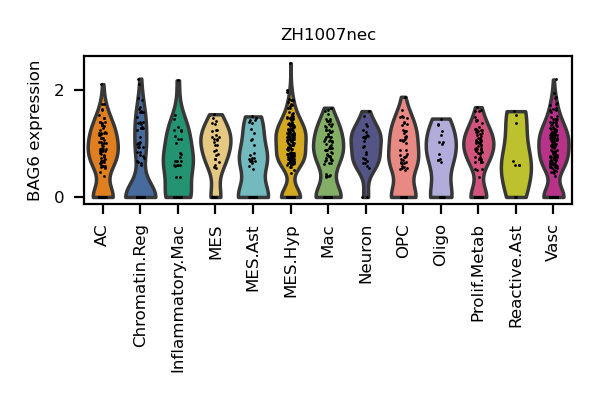 ZH1007nec
BAG6 expression
2
0
AC
Chromatin.Reg
Inflammatory.Mac
MES
MES.Ast
MES.Hyp
Mac
Neuron
OPC
Oligo
Prolif.Metab
Reactive.Ast
Vasc